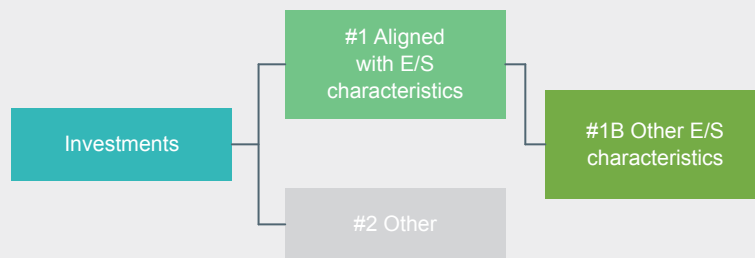 #1 Aligned
with E/S
characteristics
Investments
#1B Other E/S
characteristics
#2 Other